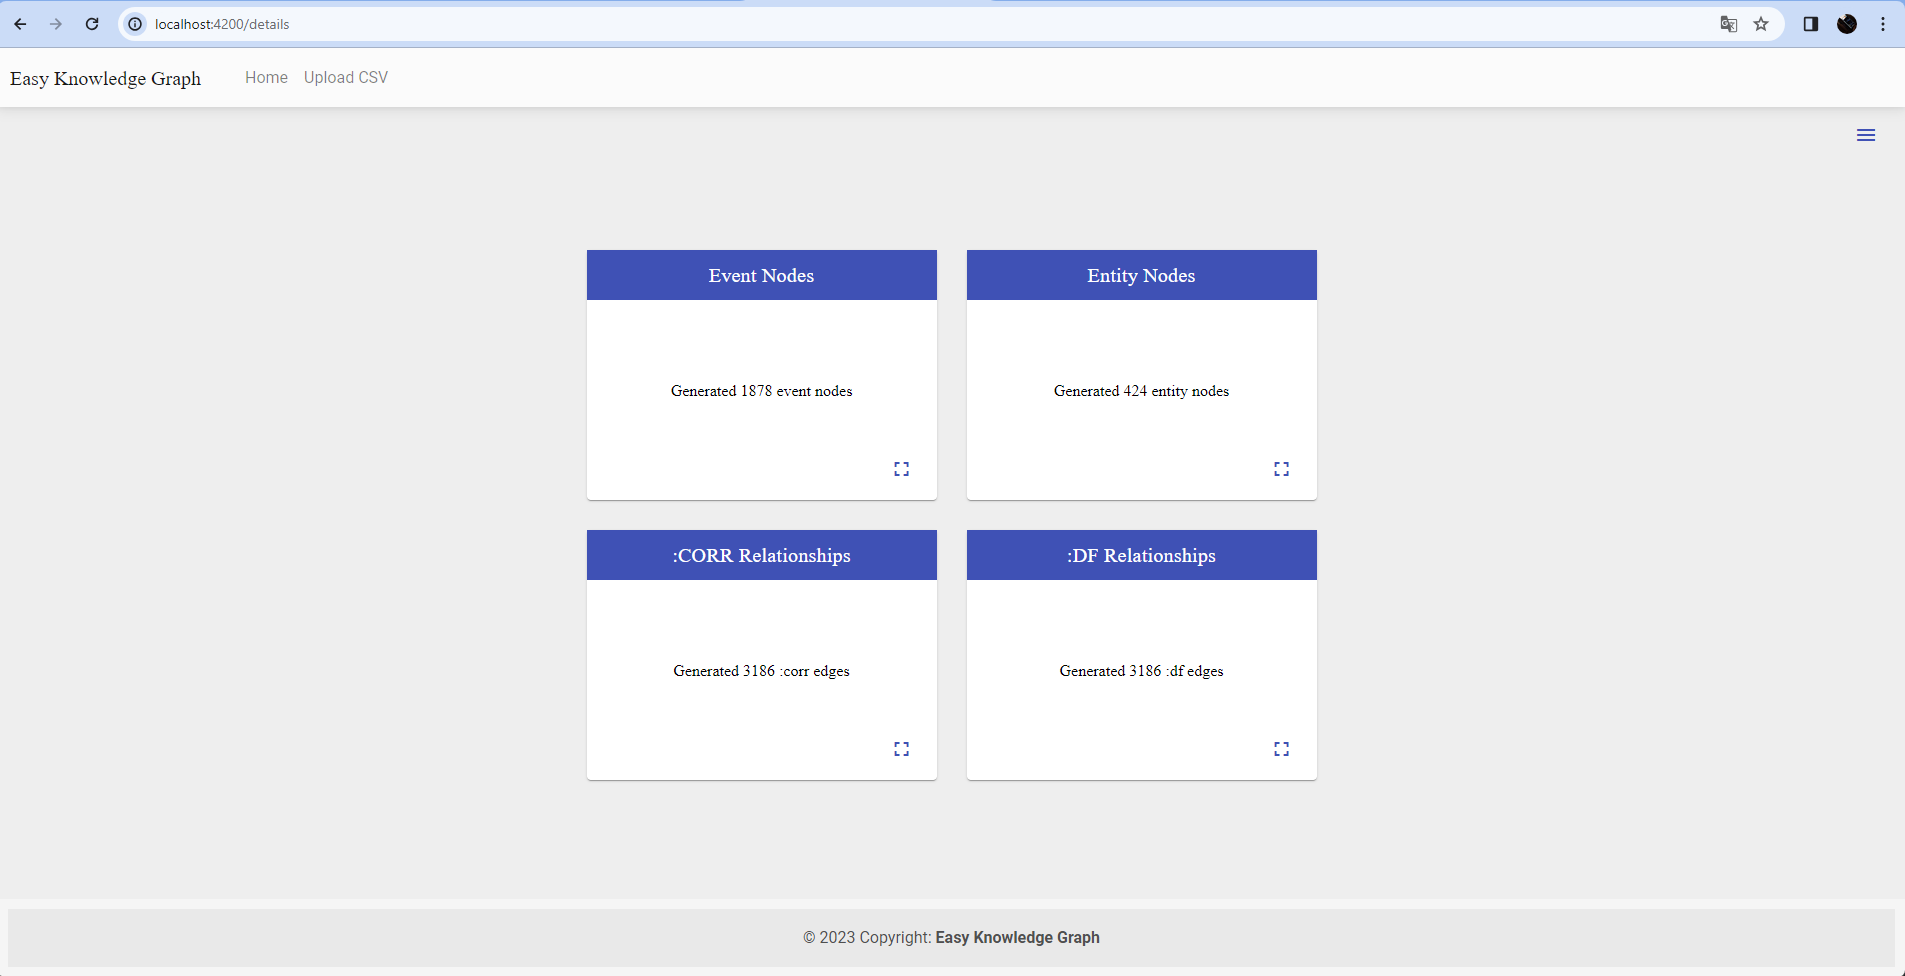 localhost:4200/details
Easy Knowledge Graph Home Upload CSV
Event Nodes
Generated 1878 event nodes
Entity Nodes
Generated 424 entity nodes
:CORR Relationships
Generated 3186 :corr edges
:DF Relationships
Generated 3186 :df edges
© 2023 Copyright: Easy Knowledge Graph